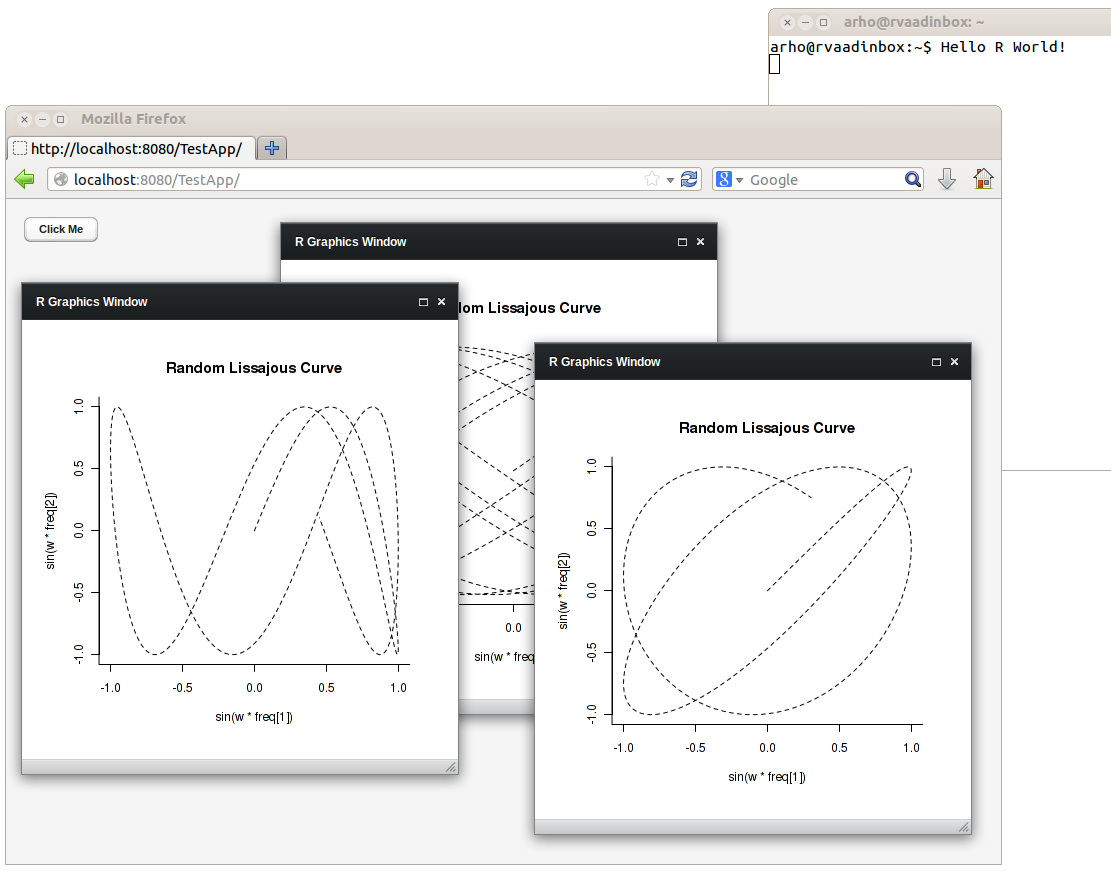 arho@rvaadinbox: ~
arho@rvaadinbox:~$ Hello R World!
Mozilla Firefox
http://localhost:8080/TestApp/
localhost:8080/TestApp/
Google
Click Me
R Graphics Window
Lissajous Curve
0.0
sin(w * freq
R Graphics Window
Random Lissajous Curve
1.0
0.5
0.0
-0.5
-1.0
sin(w * freq[2])
-1.0 -0.5 0.0 0.5 1.0
sin(w * freq[1])
R Graphics Window
Random Lissajous Curve
1.0
0.5
0.0
-0.5
-1.0
sin(w * freq[2])
-1.0 -0.5 0.0 0.5 1.0
sin(w * freq[1])